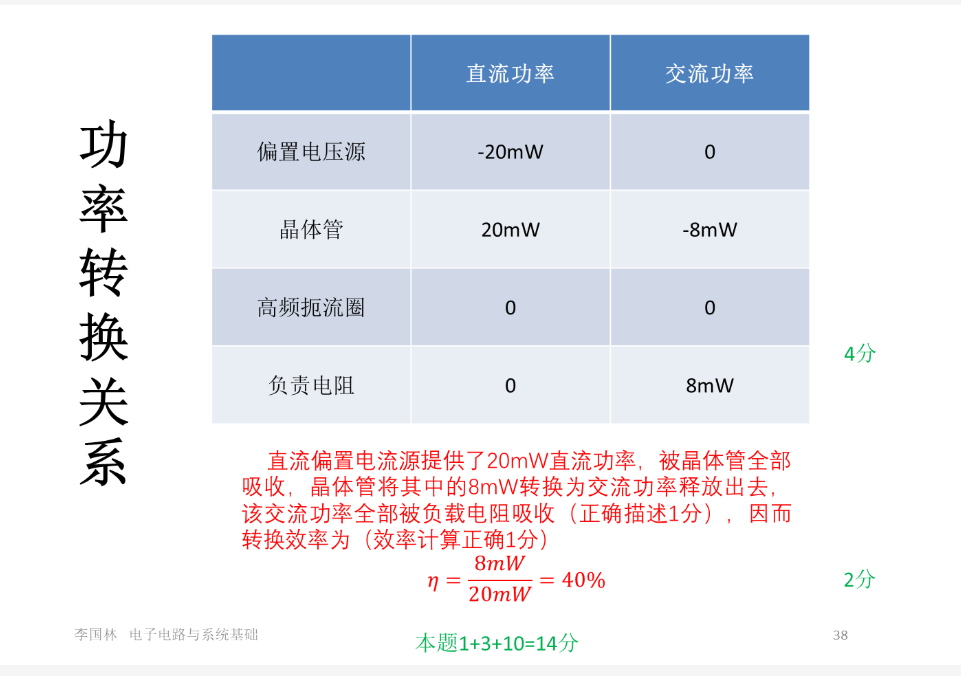 功率转换关系
直流功率 交流功率
偏置电压源 -20mW 0
晶体管 20mW -8mW
高频扼流圈 0 0
负责电阻 0 8mW
4分
直流偏置电流源提供了20mW直流功率，被晶体管全部
吸收，晶体管将其中的8mW转换为交流功率释放出去，
该交流功率全部被负载电阻吸收（正确描述1分），因而
转换效率为（效率计算正确1分）
η = 8mW / 20mW = 40%
2分
本题1+3+10=14分
李国林 电子电路与系统基础
38